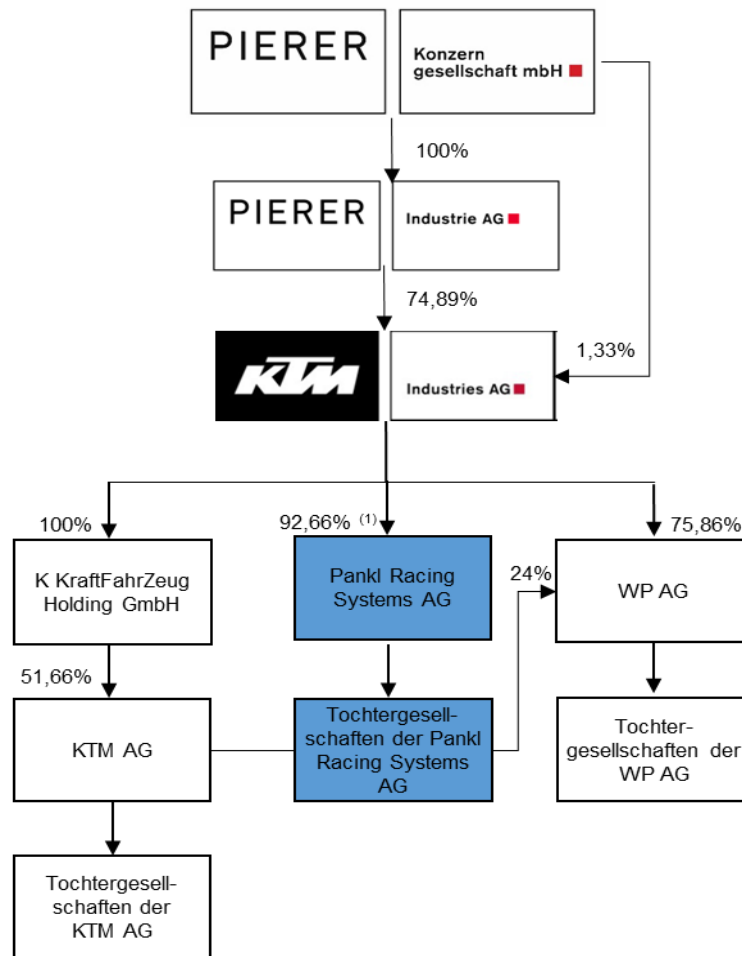 PIERER
Konzern
gesellschaft mbH
100%
PIERER
Industrie AG
74,89%
1,33%
KTM
Industries AG
100%
92,66% (1)
75,86%
K KraftFahrZeug
Holding GmbH
Pankl Racing
Systems AG
24%
WP AG
51,66%
KTM AG
Tochtergesell-
schaften der Pankl
Racing Systems
AG
Tochter-
gesellschaften der
WP AG
Tochtergesell-
schaften der
KTM AG